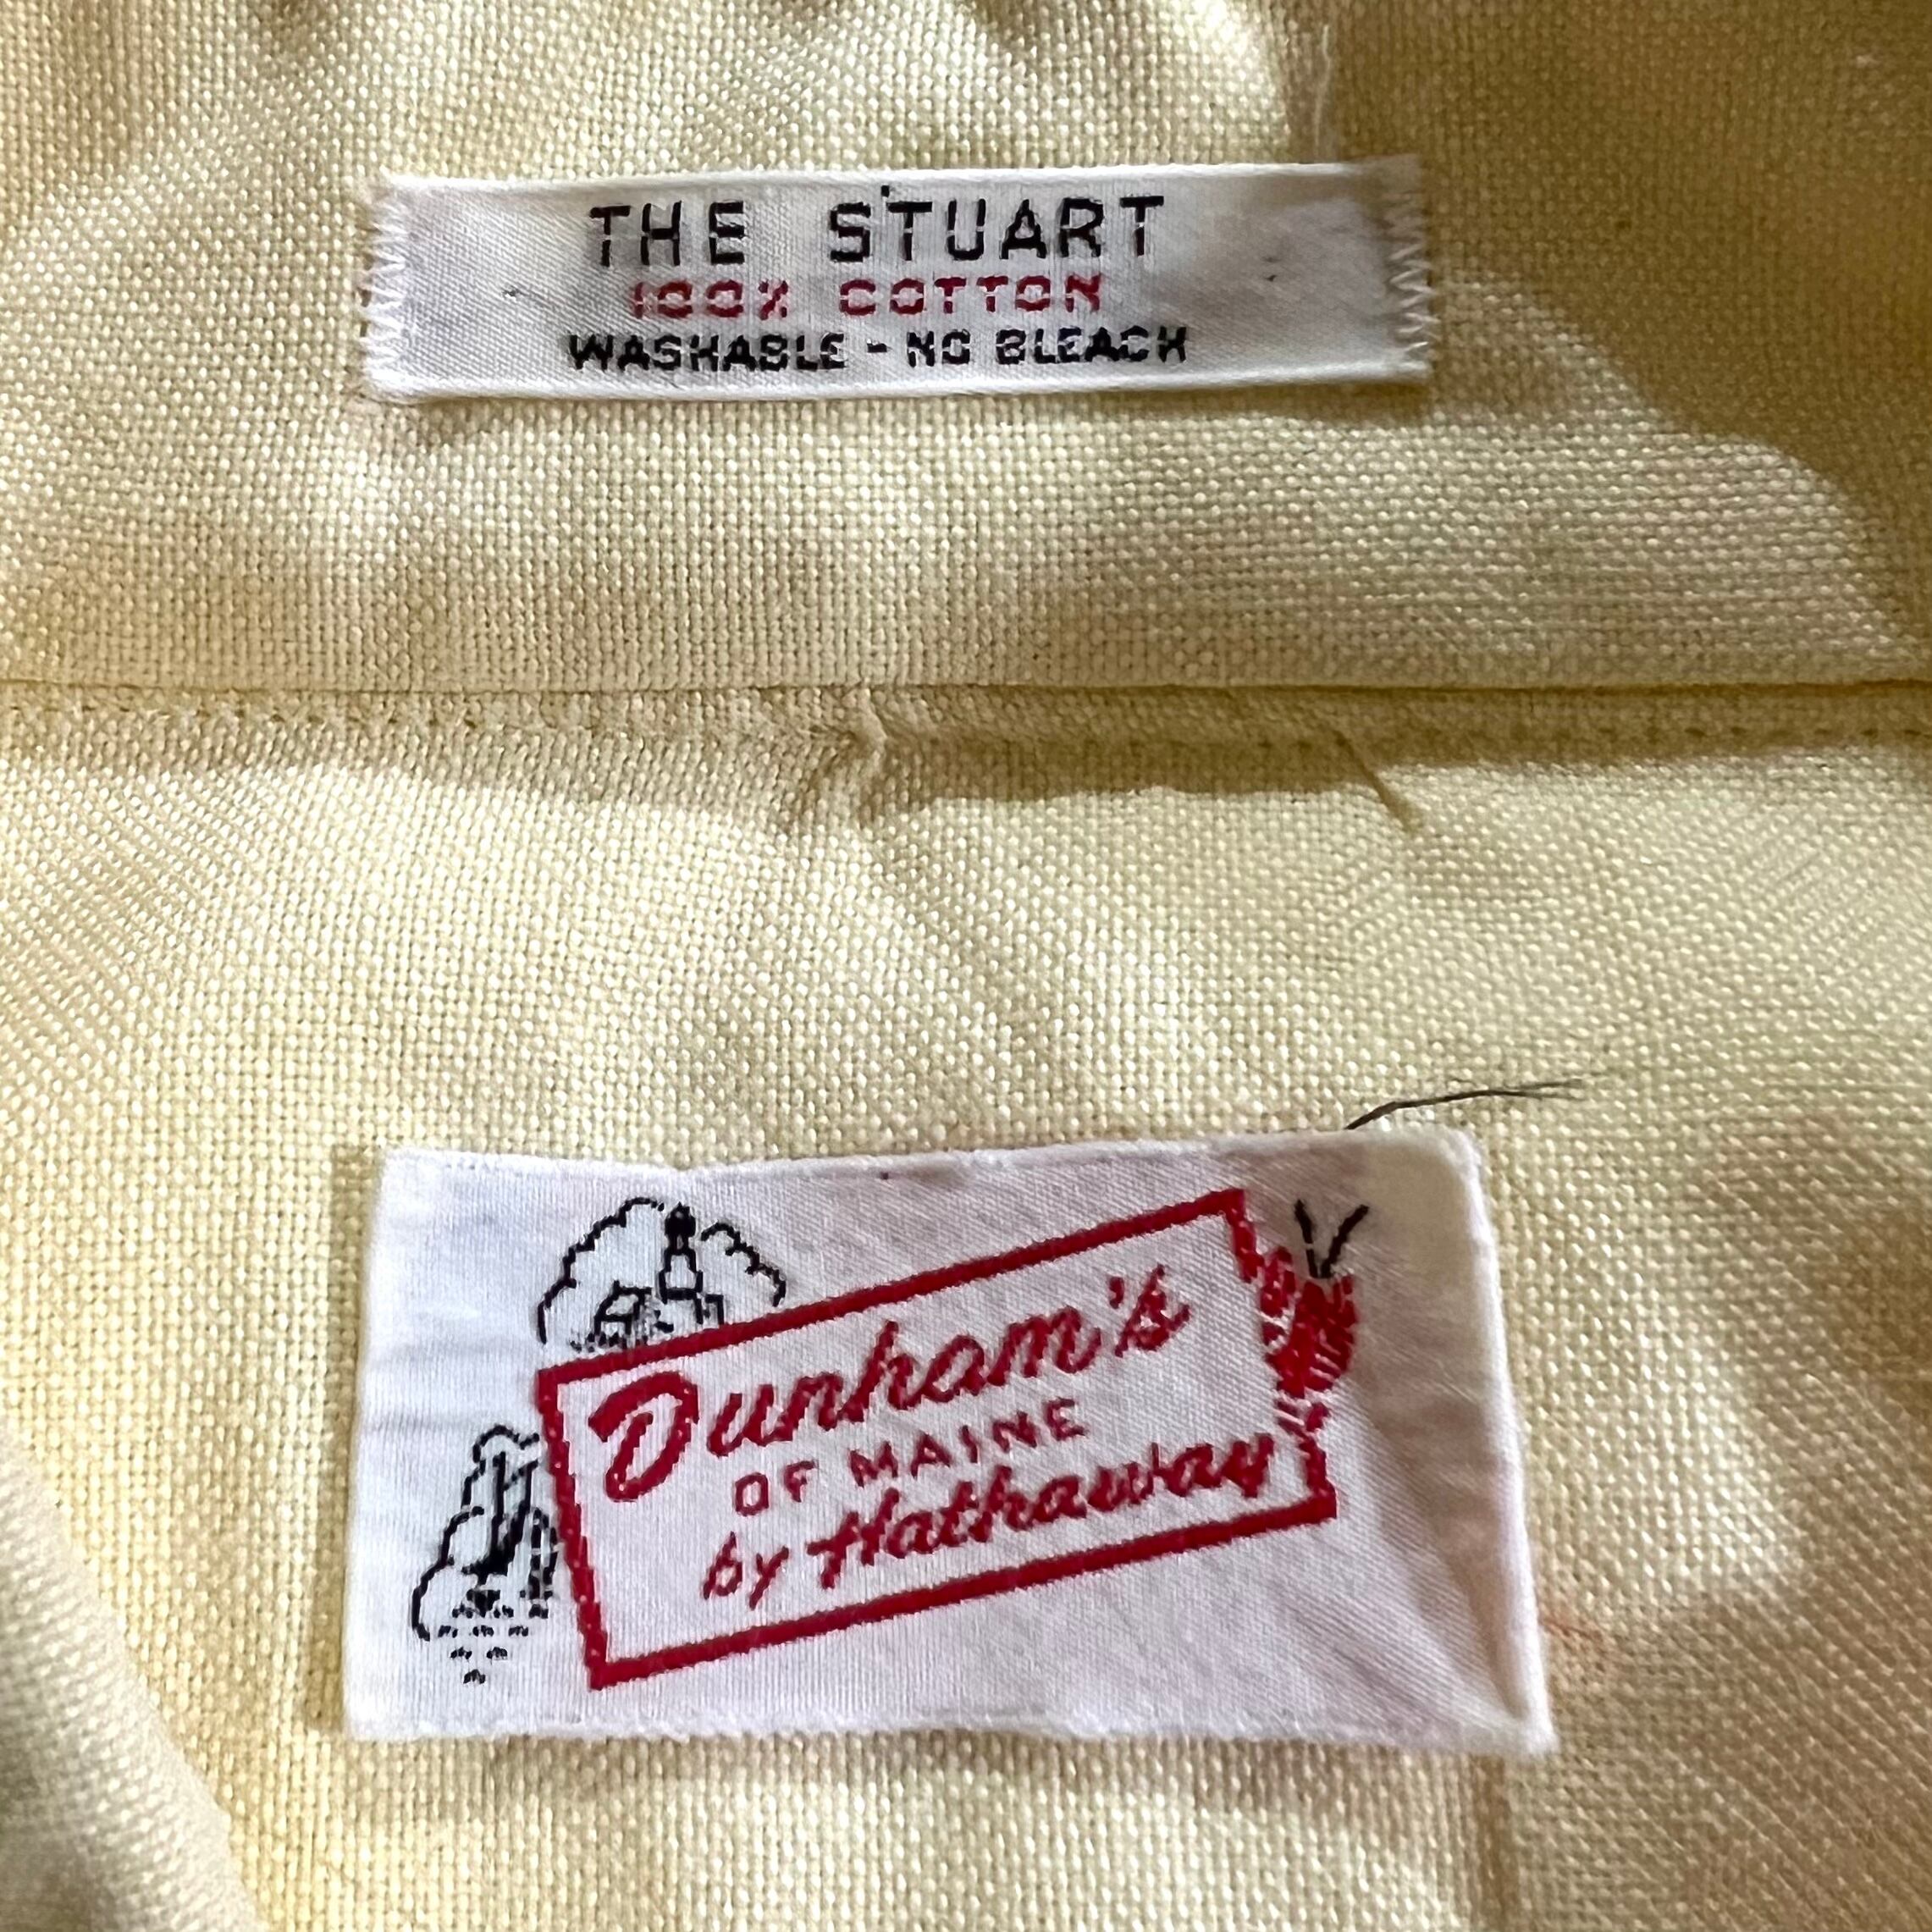 THE STUART
100% COTTON
WASHABLE - NO BLEACH
Dunham's
OF MAINE
by Hathaway